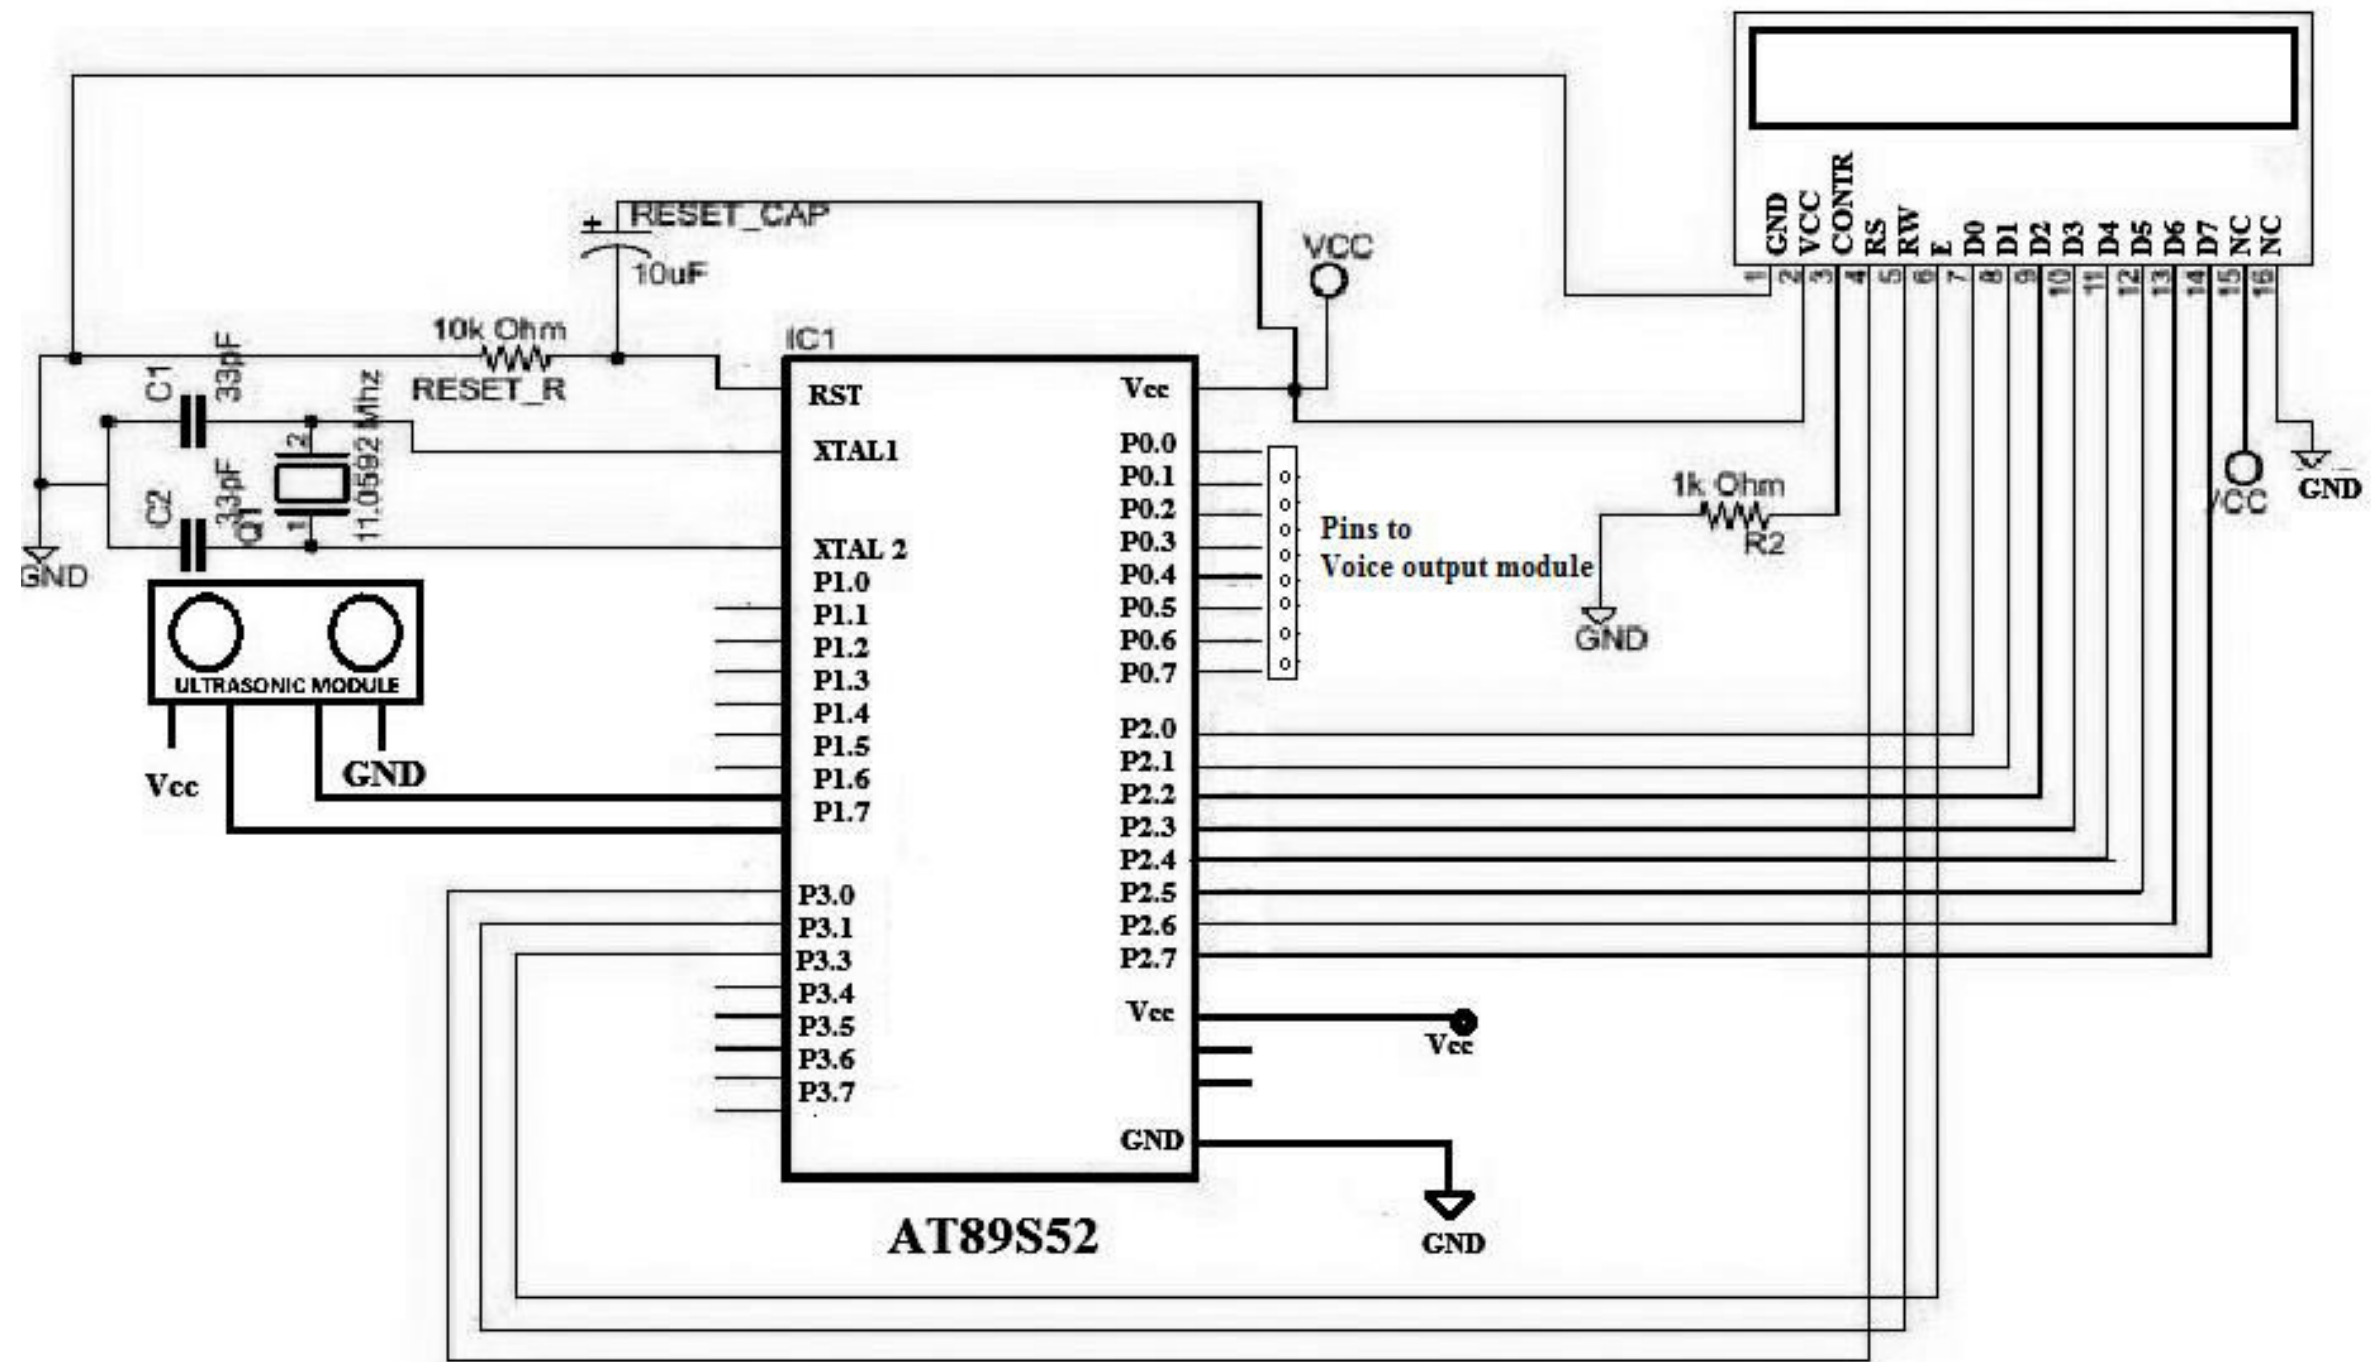 GND
VCC
CONTR
RS
RW
E
D0
D1
D2
D3
D4
D5
D6
D7
NC
NC
1
2
3
4
5
6
7
8
9
10
11
12
13
14
15
16
+
RESET_CAP
10uF
VCC
10k Ohm
RESET_R
C1
33pF
C2
33pF
Q1
2
1
11.0592 Mhz
GND
IC1
RST
XTAL1
XTAL 2
P1.0
P1.1
P1.2
P1.3
P1.4
P1.5
P1.6
P1.7
P3.0
P3.1
P3.3
P3.4
P3.5
P3.6
P3.7
Vcc
P0.0
P0.1
P0.2
P0.3
P0.4
P0.5
P0.6
P0.7
P2.0
P2.1
P2.2
P2.3
P2.4
P2.5
P2.6
P2.7
Vcc
GND
Pins to
Voice output module
1k Ohm
R2
GND
VCC
GND
ULTRASONIC MODULE
Vcc
GND
Vcc
GND
AT89S52